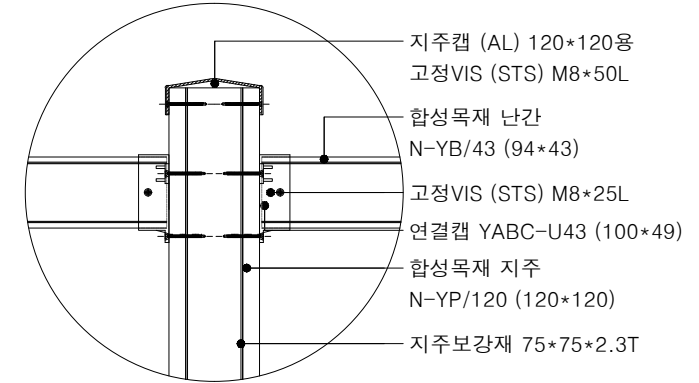 지주캡 (AL) 120*120용
고정VIS (STS) M8*50L
합성목재 난간
N-YB/43 (94*43)
고정VIS (STS) M8*25L
연결캡 YABC-U43 (100*49)
합성목재 지주
N-YP/120 (120*120)
지주보강재 75*75*2.3T